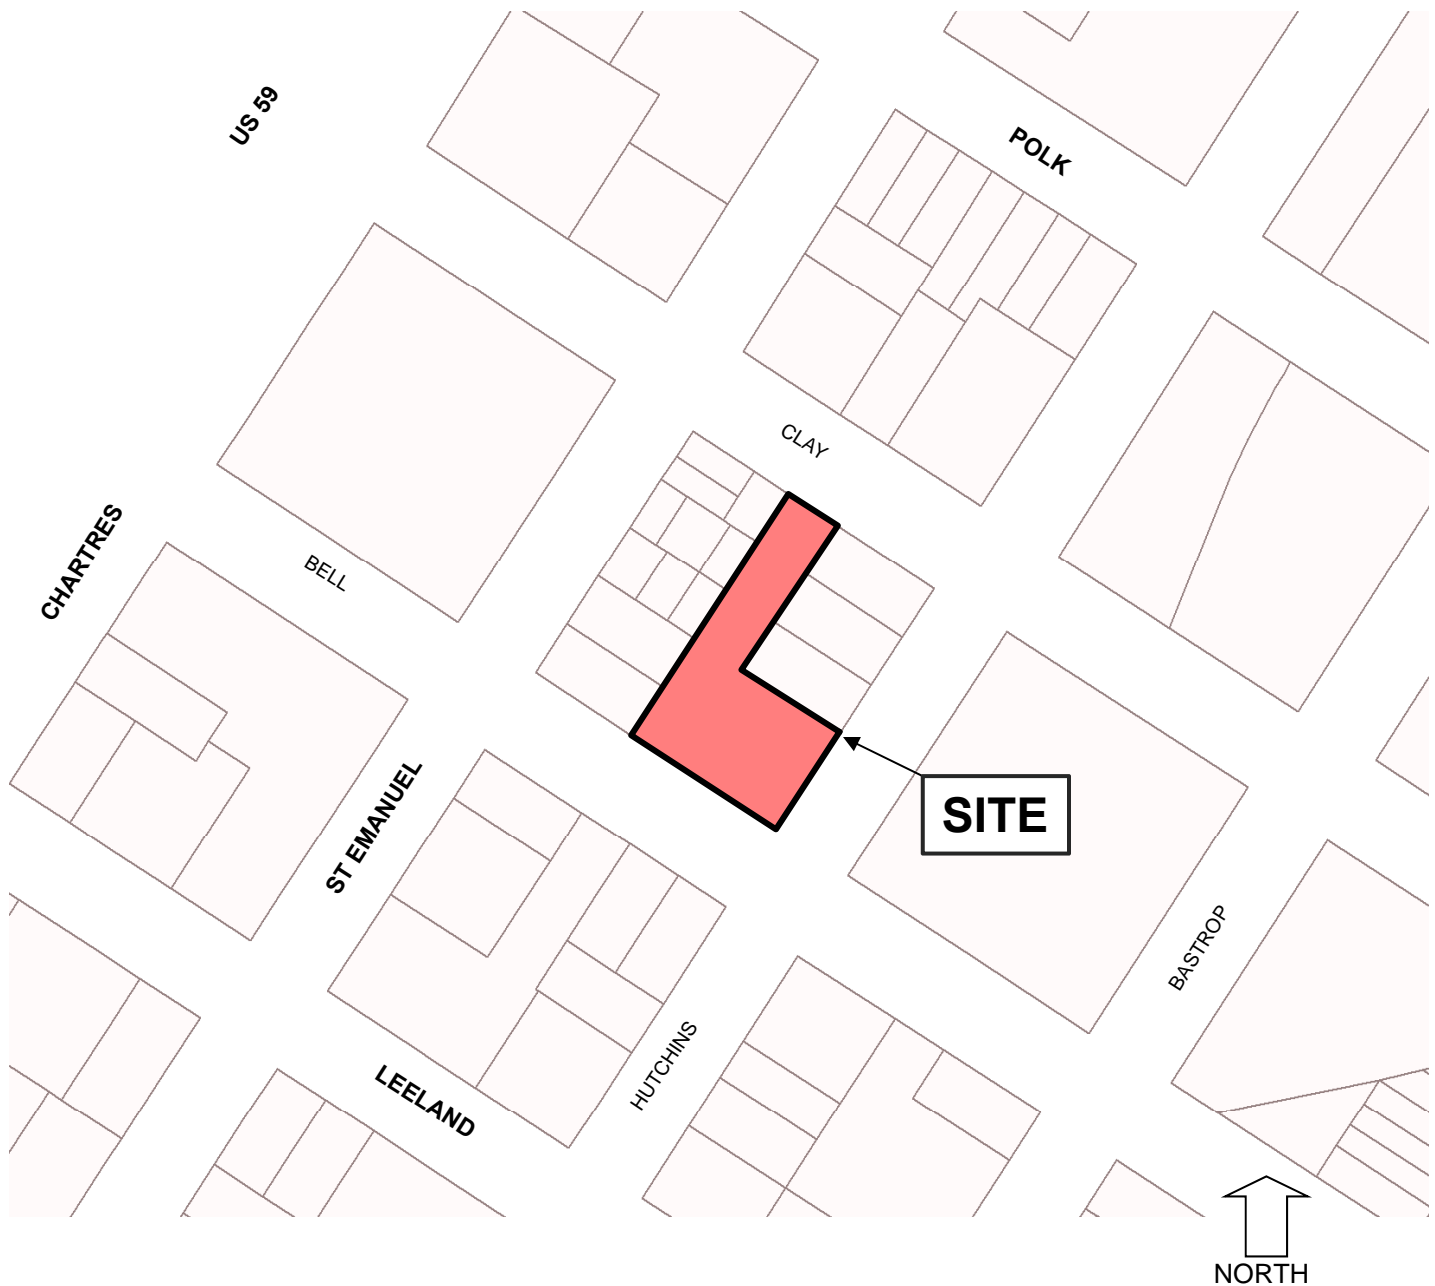 US 59
POLK
CLAY
CHARTRES
BELL
ST EMANUEL
SITE
BASTROP
HUTCHINS
LEELAND
NORTH